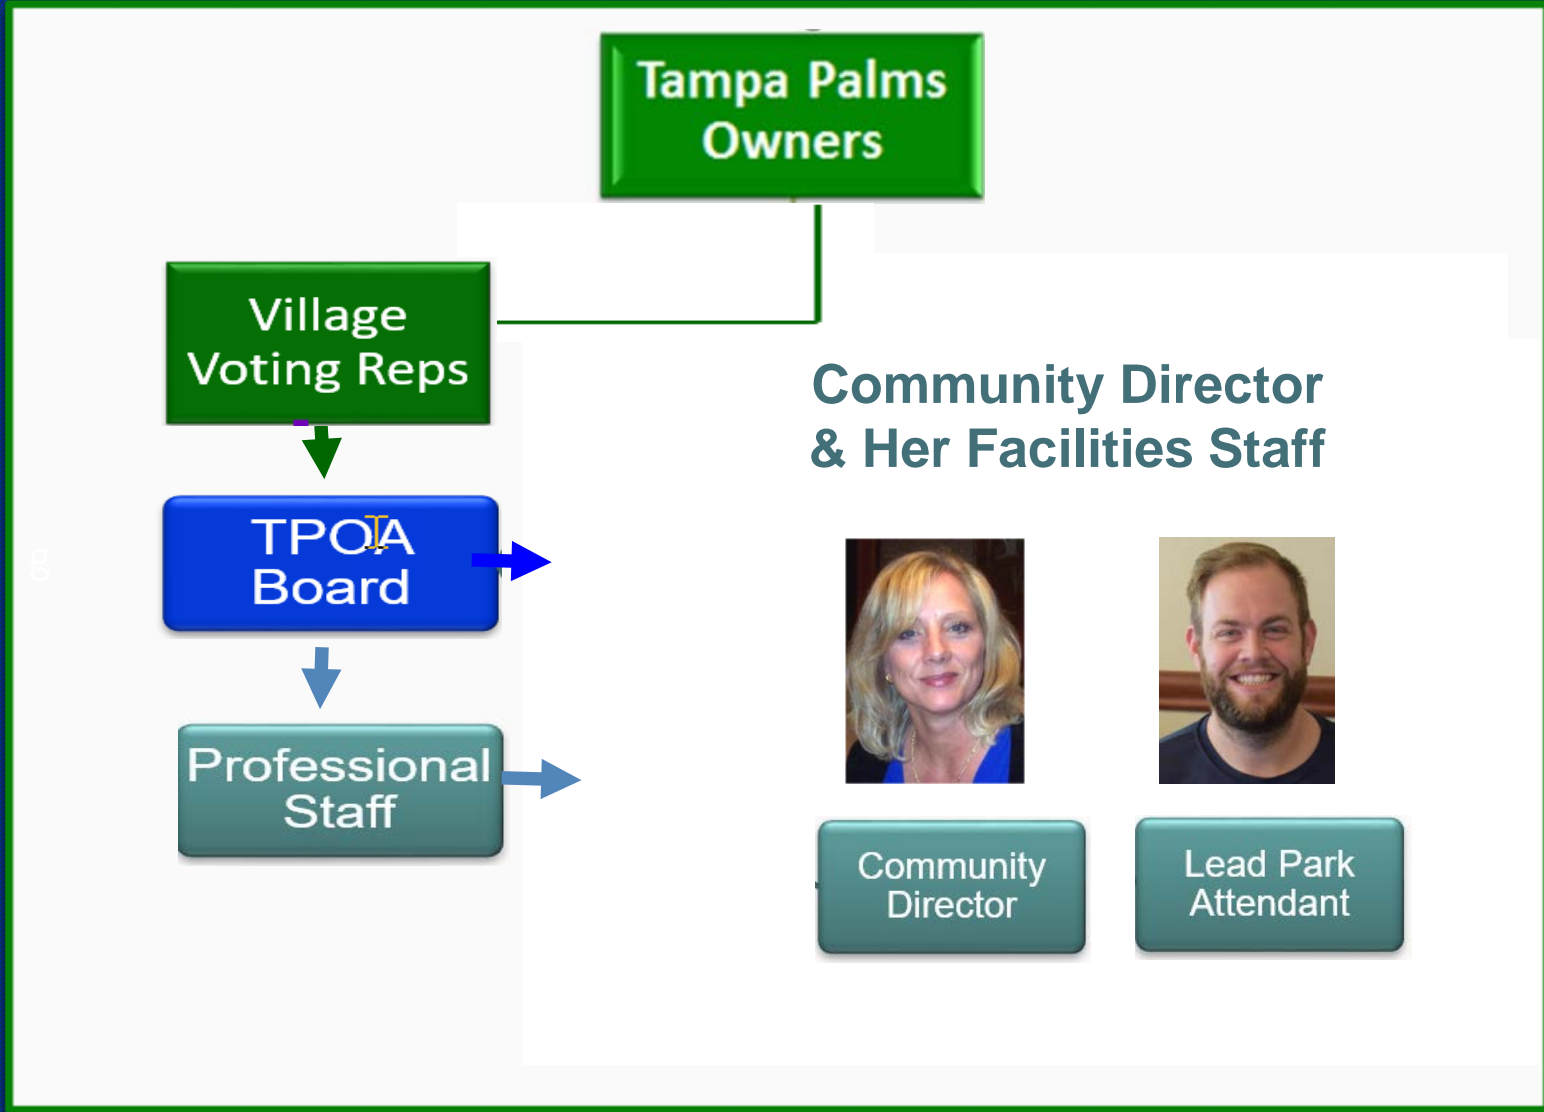 Tampa Palms
Owners
Village
Voting Reps
Community Director
& Her Facilities Staff
TPOA
Board
g
Professional
Staff
Community
Director
Lead Park
Attendant